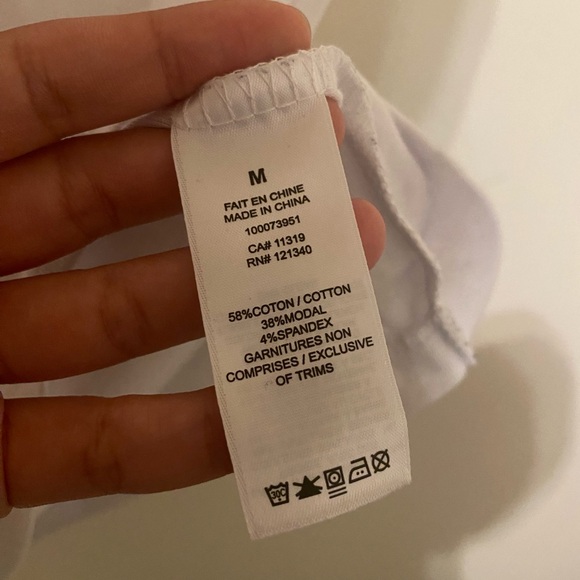 M
FAIT EN CHINE
MADE IN CHINA
100073951
CA# 11319
RN# 121340
58%COTON / COTTON
38%MODAL
4%SPANDEX
GARNITURES NON
COMPRISES / EXCLUSIVE
OF TRIMS
30C